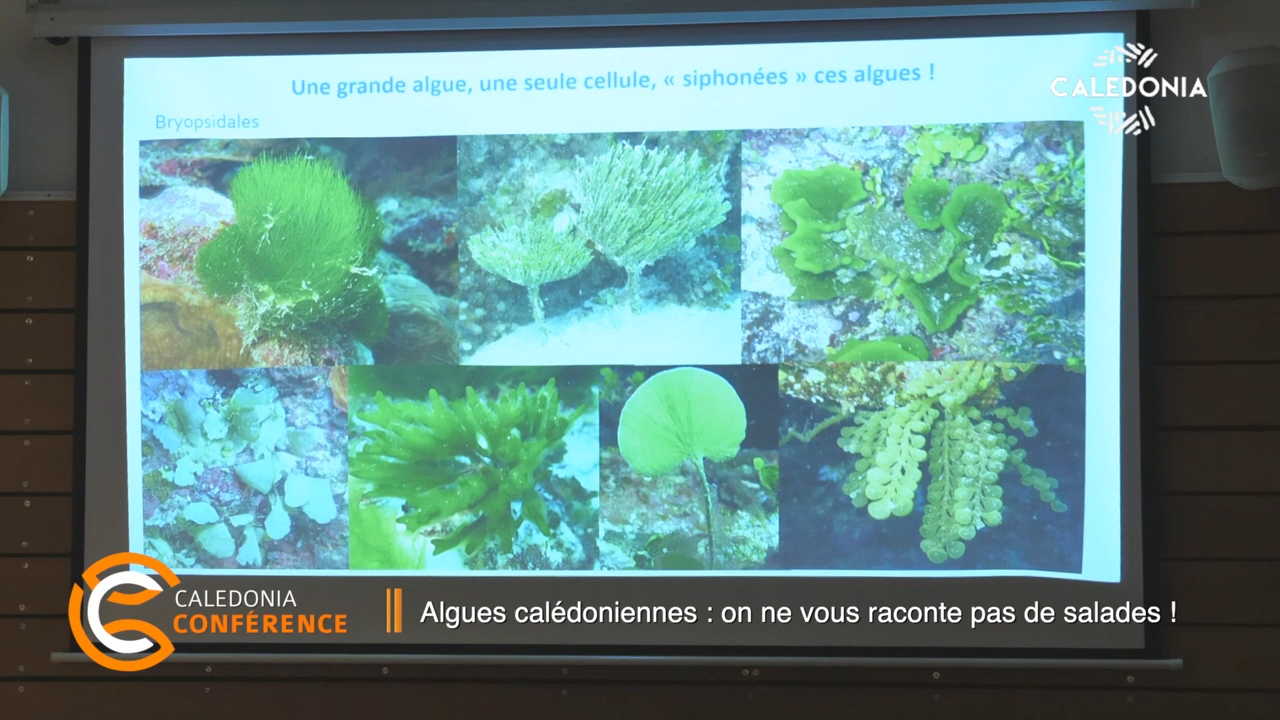 Une grande algue, une seule cellule, « siphonées » ces algues !
CALEDONIA
Bryopsidales
CALEDONIA
CONFÉRENCE
Algues calédoniennes : on ne vous raconte pas de salades !